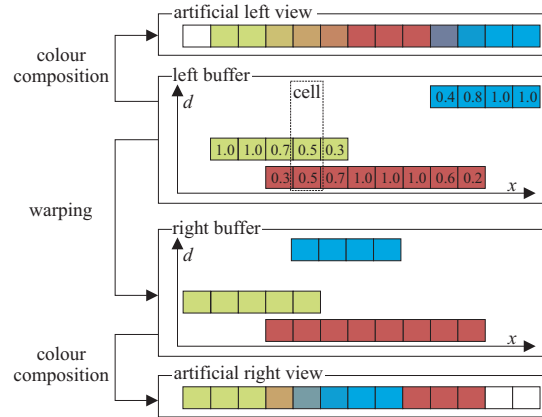 artificial left view
colour
composition
left buffer
cell
d
0.4 0.8 1.0 1.0
1.0 1.0 0.7 0.5 0.3
0.3 0.5 0.7 1.0 1.0 1.0 0.6 0.2
x
warping
right buffer
d
x
colour
composition
artificial right view